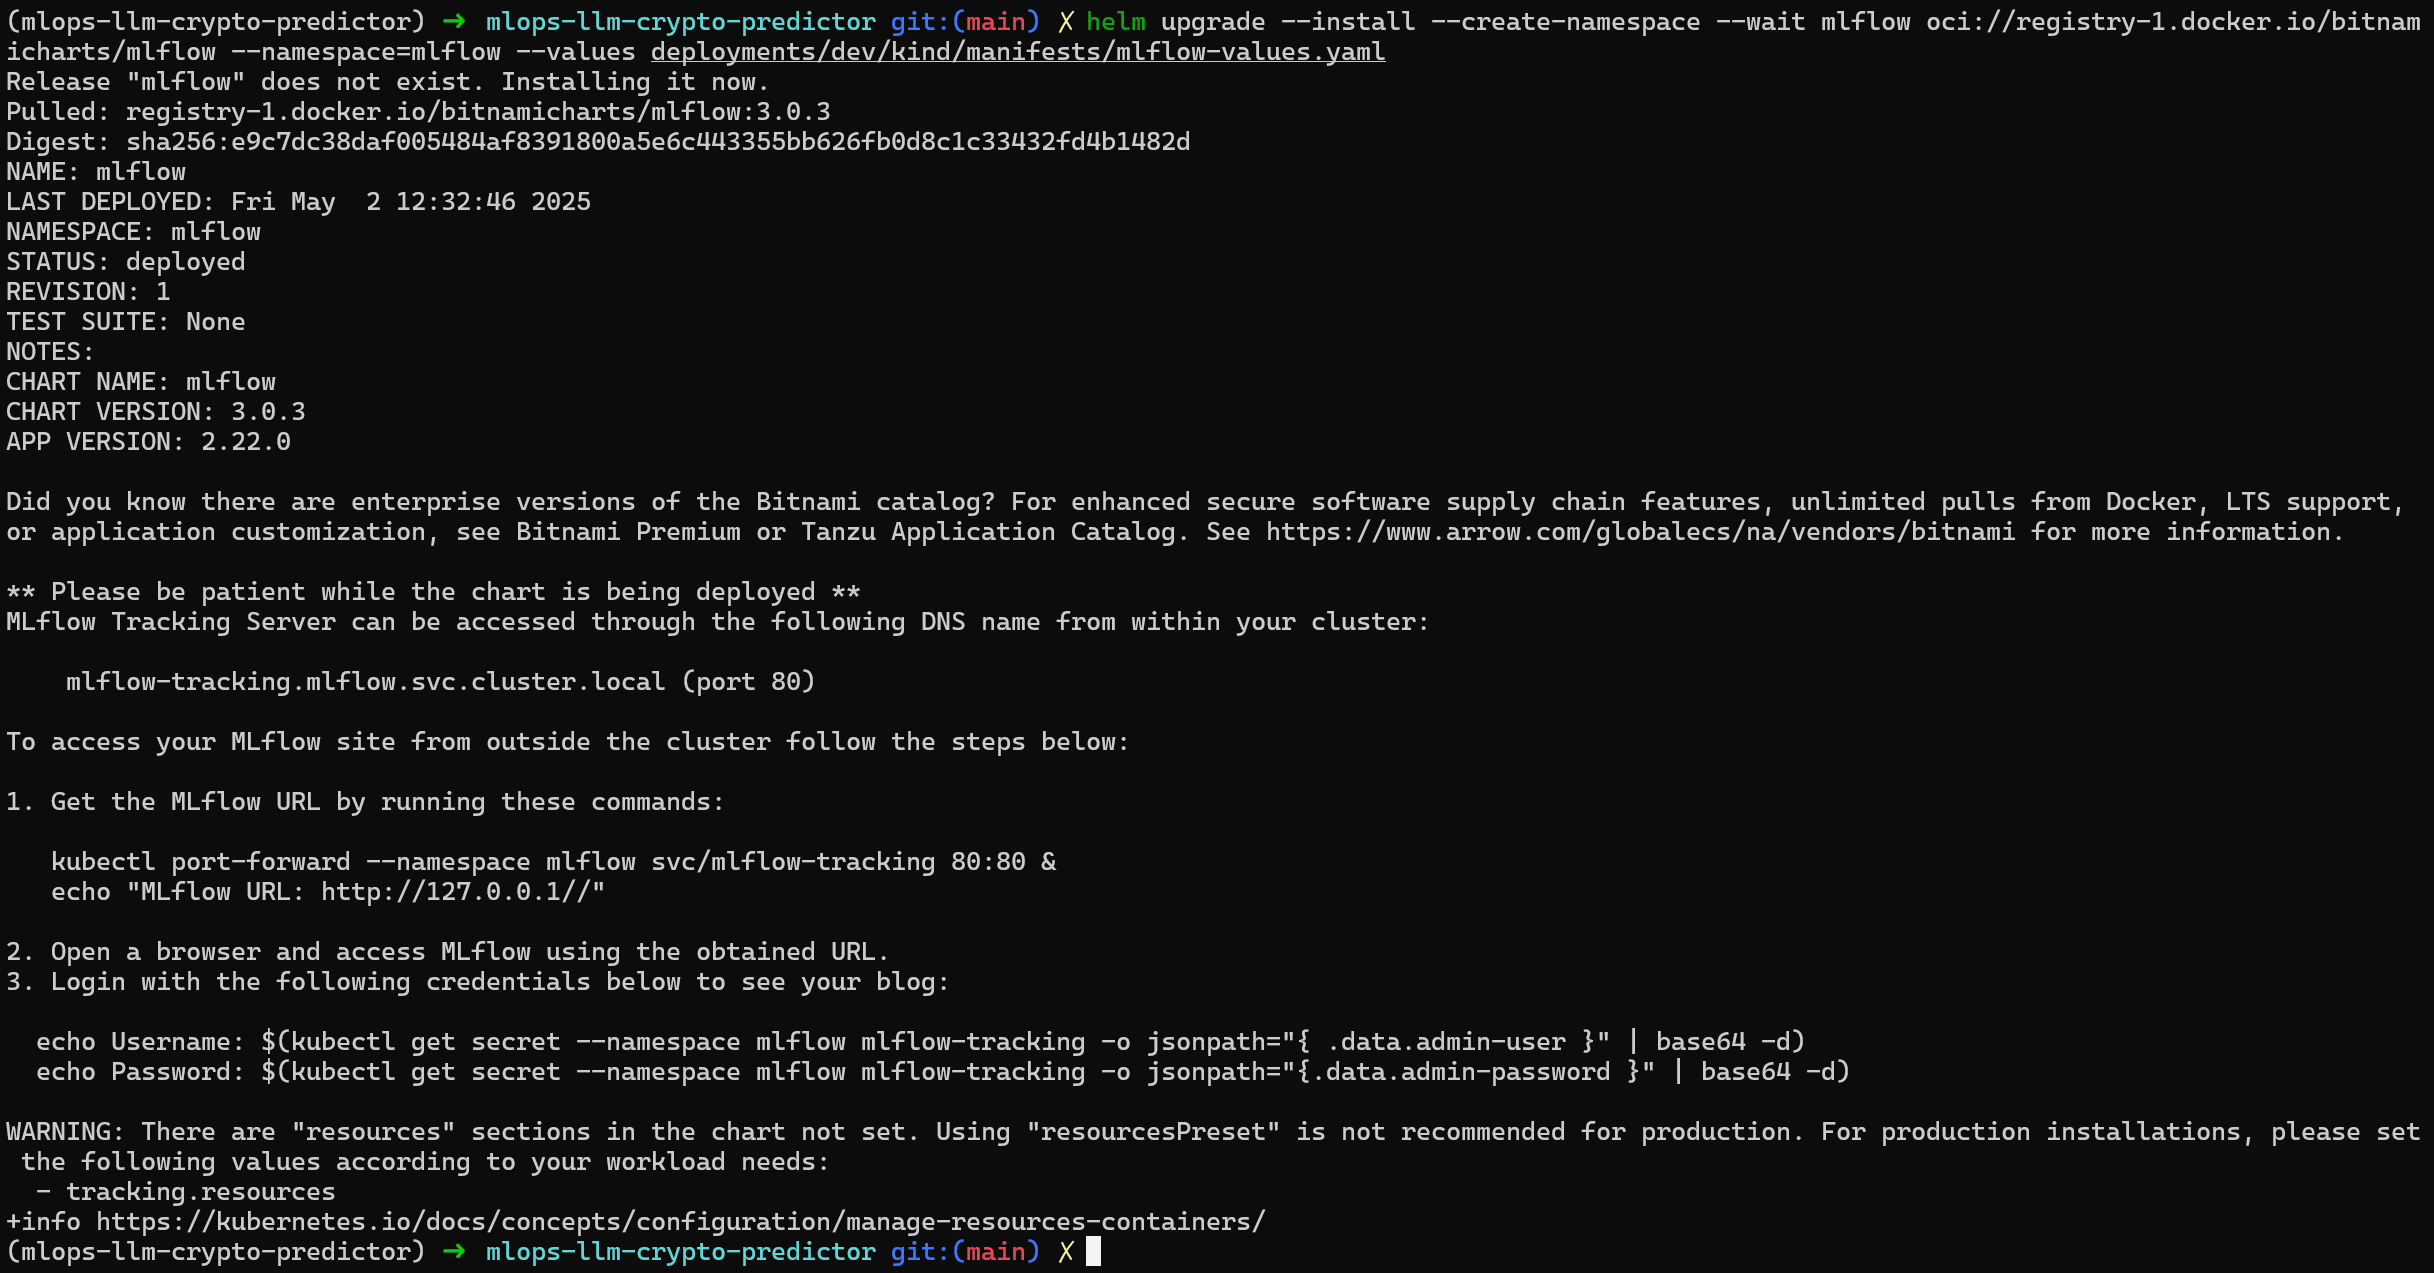 (mlops-llm-crypto-predictor) ➜ mlops-llm-crypto-predictor git:(main) ✗ helm upgrade --install --create-namespace --wait mlflow oci://registry-1.docker.io/bitnam
icharts/mlflow --namespace=mlflow --values deployments/dev/kind/manifests/mlflow-values.yaml
Release "mlflow" does not exist. Installing it now.
Pulled: registry-1.docker.io/bitnamicharts/mlflow:3.0.3
Digest: sha256:e9c7dc38daf005484af8391800a5e6c443355bb626fb0d8c1c33432fd4b1482d
NAME: mlflow
LAST DEPLOYED: Fri May  2 12:32:46 2025
NAMESPACE: mlflow
STATUS: deployed
REVISION: 1
TEST SUITE: None
NOTES:
CHART NAME: mlflow
CHART VERSION: 3.0.3
APP VERSION: 2.22.0

Did you know there are enterprise versions of the Bitnami catalog? For enhanced secure software supply chain features, unlimited pulls from Docker, LTS support,
or application customization, see Bitnami Premium or Tanzu Application Catalog. See https://www.arrow.com/globalecs/na/vendors/bitnami for more information.

** Please be patient while the chart is being deployed **
MLflow Tracking Server can be accessed through the following DNS name from within your cluster:

    mlflow-tracking.mlflow.svc.cluster.local (port 80)

To access your MLflow site from outside the cluster follow the steps below:

1. Get the MLflow URL by running these commands:

   kubectl port-forward --namespace mlflow svc/mlflow-tracking 80:80 &
   echo "MLflow URL: http://127.0.0.1//"

2. Open a browser and access MLflow using the obtained URL.
3. Login with the following credentials below to see your blog:

  echo Username: $(kubectl get secret --namespace mlflow mlflow-tracking -o jsonpath="{ .data.admin-user }" | base64 -d)
  echo Password: $(kubectl get secret --namespace mlflow mlflow-tracking -o jsonpath="{.data.admin-password }" | base64 -d)

WARNING: There are "resources" sections in the chart not set. Using "resourcesPreset" is not recommended for production. For production installations, please set
 the following values according to your workload needs:
  - tracking.resources
+info https://kubernetes.io/docs/concepts/configuration/manage-resources-containers/
(mlops-llm-crypto-predictor) ➜ mlops-llm-crypto-predictor git:(main) ✗